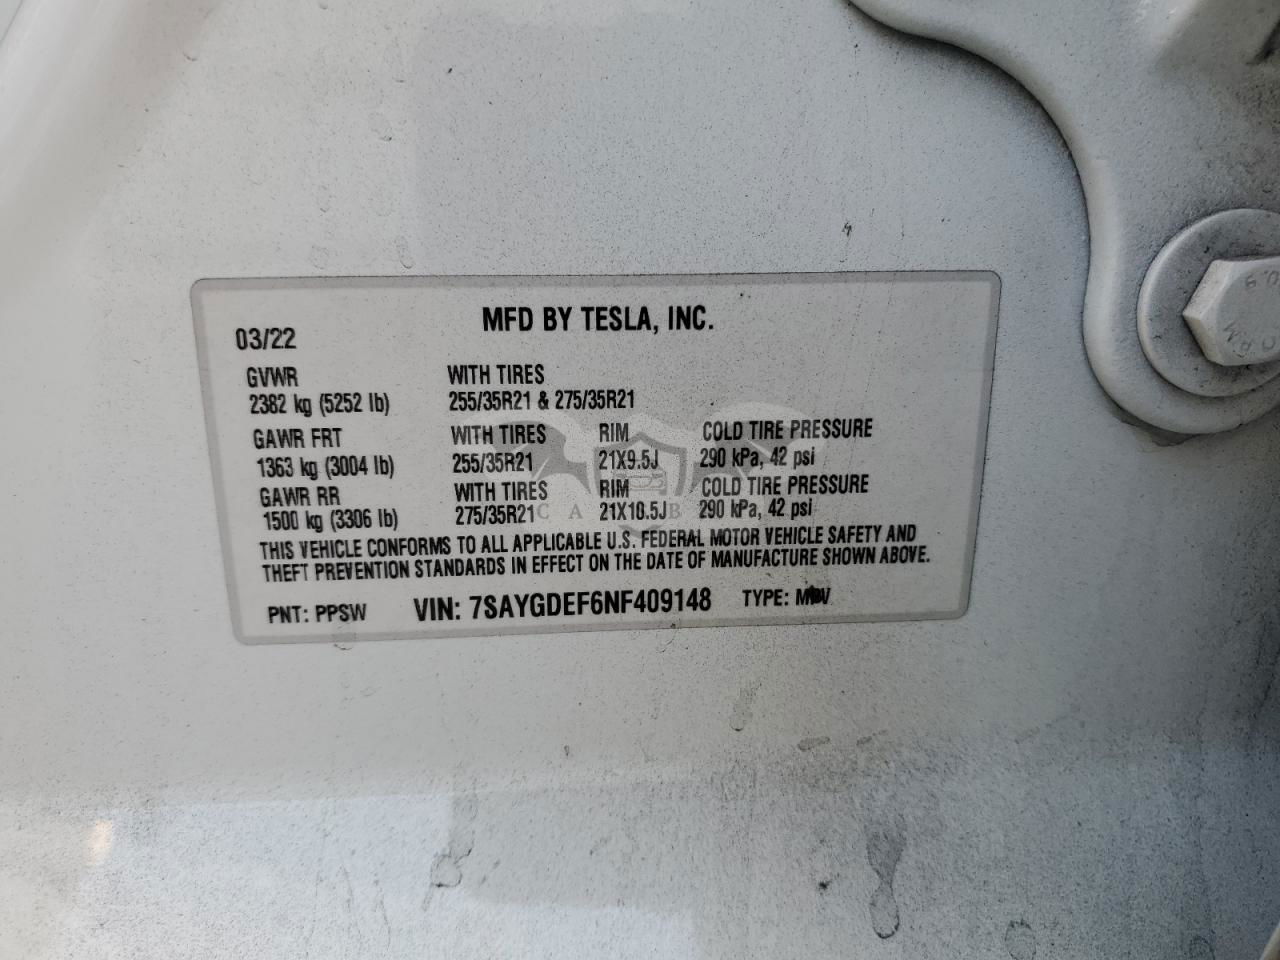 MFD BY TESLA, INC.
03/22
GVWR WITH TIRES
2382 kg (5252 lb) 255/35R21 & 275/35R21
GAWR FRT WITH TIRES RIM COLD TIRE PRESSURE
1363 kg (3004 lb) 255/35R21 21X9.5J 290 kPa, 42 psi
GAWR RR WITH TIRES RIM COLD TIRE PRESSURE
1500 kg (3306 lb) 275/35R21 21X10.5J 290 kPa, 42 psi
THIS VEHICLE CONFORMS TO ALL APPLICABLE U.S. FEDERAL MOTOR VEHICLE SAFETY AND
THEFT PREVENTION STANDARDS IN EFFECT ON THE DATE OF MANUFACTURE SHOWN ABOVE.
PNT: PPSW VIN: 7SAYGDEF6NF409148 TYPE: